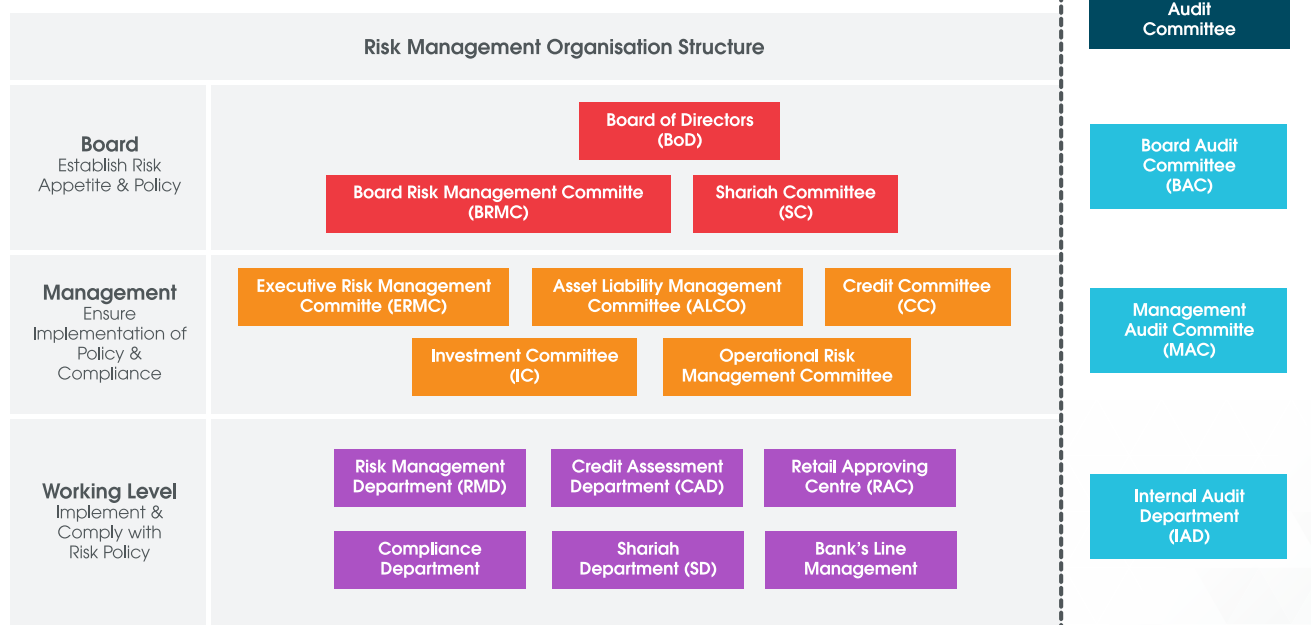 Audit
Committee
Risk Management Organisation Structure
Board
Establish Risk
Appetite & Policy
Board of Directors
(BoD)
Board Risk Management Committe
(BRMC)
Shariah Committee
(SC)
Board Audit
Committee
(BAC)
Management
Ensure
Implementation of
Policy &
Compliance
Executive Risk Management
Committe (ERMC)
Asset Liability Management
Committee (ALCO)
Credit Committee
(CC)
Investment Committee
(IC)
Operational Risk
Management Committee
Management
Audit Committe
(MAC)
Working Level
Implement &
Comply with
Risk Policy
Risk Management
Department (RMD)
Credit Assessment
Department (CAD)
Retail Approving
Centre (RAC)
Compliance
Department
Shariah
Department (SD)
Bank's Line
Management
Internal Audit
Department
(IAD)